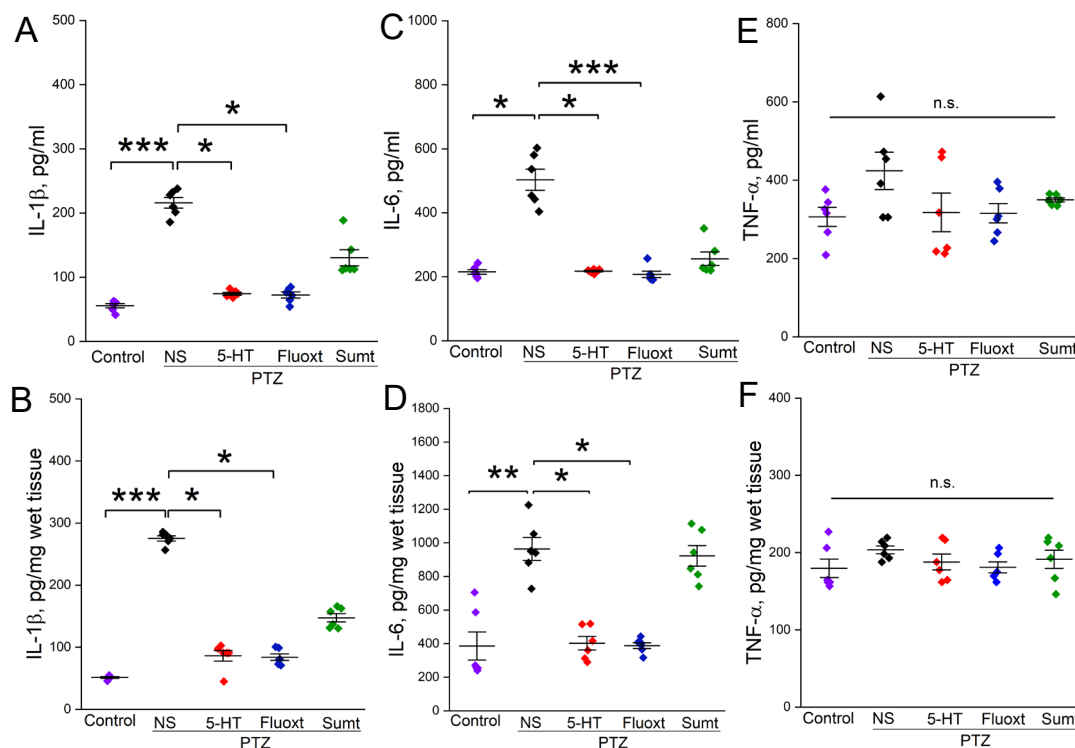 A
500
400
300
200
100
0
IL-1β, pg/ml
***
*
*
Control NS 5-HT Fluoxt Sumt
PTZ
C
1000
800
600
400
200
0
IL-6, pg/ml
*
***
*
Control NS 5-HT Fluoxt Sumt
PTZ
E
800
600
400
200
0
TNF-α, pg/ml
n.s.
Control NS 5-HT Fluoxt Sumt
PTZ
B
500
400
300
200
100
0
IL-1β, pg/mg wet tissue
***
*
*
Control NS 5-HT Fluoxt Sumt
PTZ
D
1800
1600
1400
1200
1000
800
600
400
200
0
IL-6, pg/mg wet tissue
**
*
*
Control NS 5-HT Fluoxt Sumt
PTZ
F
400
300
200
100
0
TNF-α, pg/mg wet tissue
n.s.
Control NS 5-HT Fluoxt Sumt
PTZ